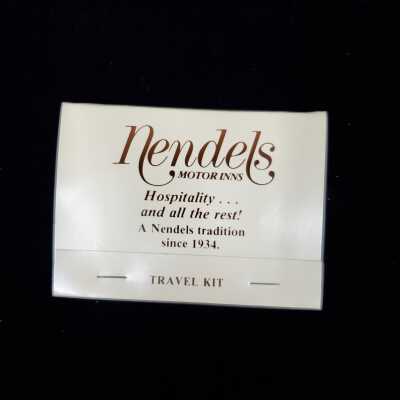 Nendels
MOTOR INNS
Hospitality . . .
and all the rest!
A Nendels tradition
since 1934.
TRAVEL KIT